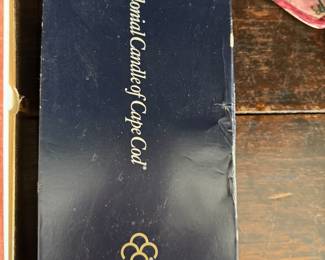 lonial Candle of Cape Cod®